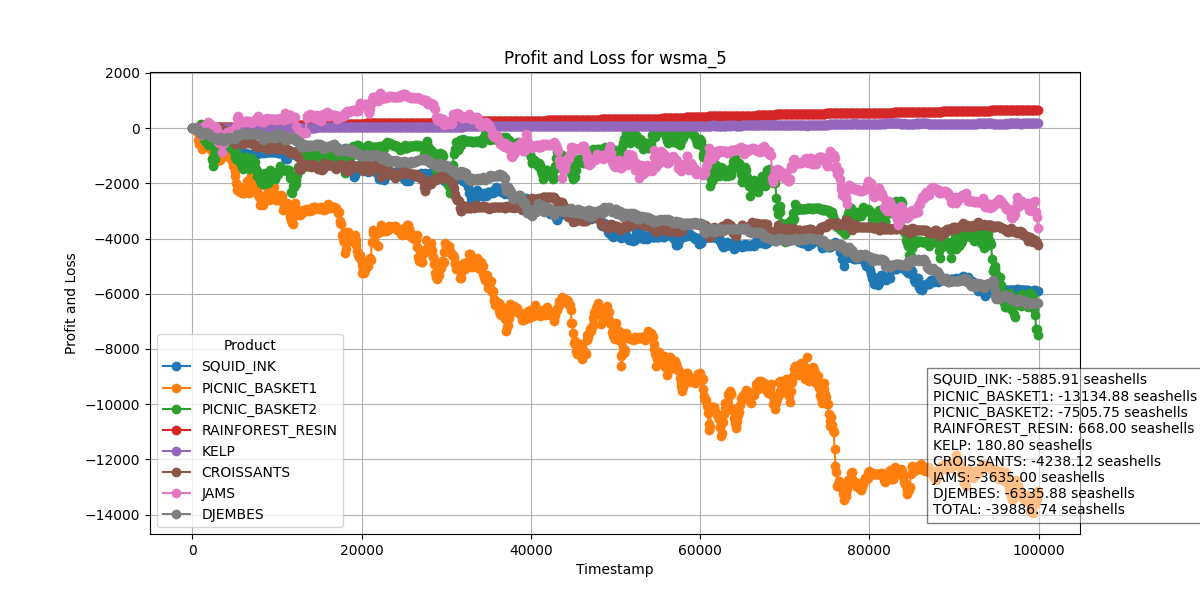 Profit and Loss for wsma_5
2000
0
−2000
−4000
−6000
−8000
−10000
−12000
−14000
Profit and Loss
Product
SQUID_INK
PICNIC_BASKET1
PICNIC_BASKET2
RAINFOREST_RESIN
KELP
CROISSANTS
JAMS
DJEMBES
SQUID_INK: -5885.91 seashells
PICNIC_BASKET1: -13134.88 seashells
PICNIC_BASKET2: -7505.75 seashells
RAINFOREST_RESIN: 668.00 seashells
KELP: 180.80 seashells
CROISSANTS: -4238.12 seashells
JAMS: -3635.00 seashells
DJEMBES: -6335.88 seashells
TOTAL: -39886.74 seashells
0
20000
40000
60000
80000
100000
Timestamp